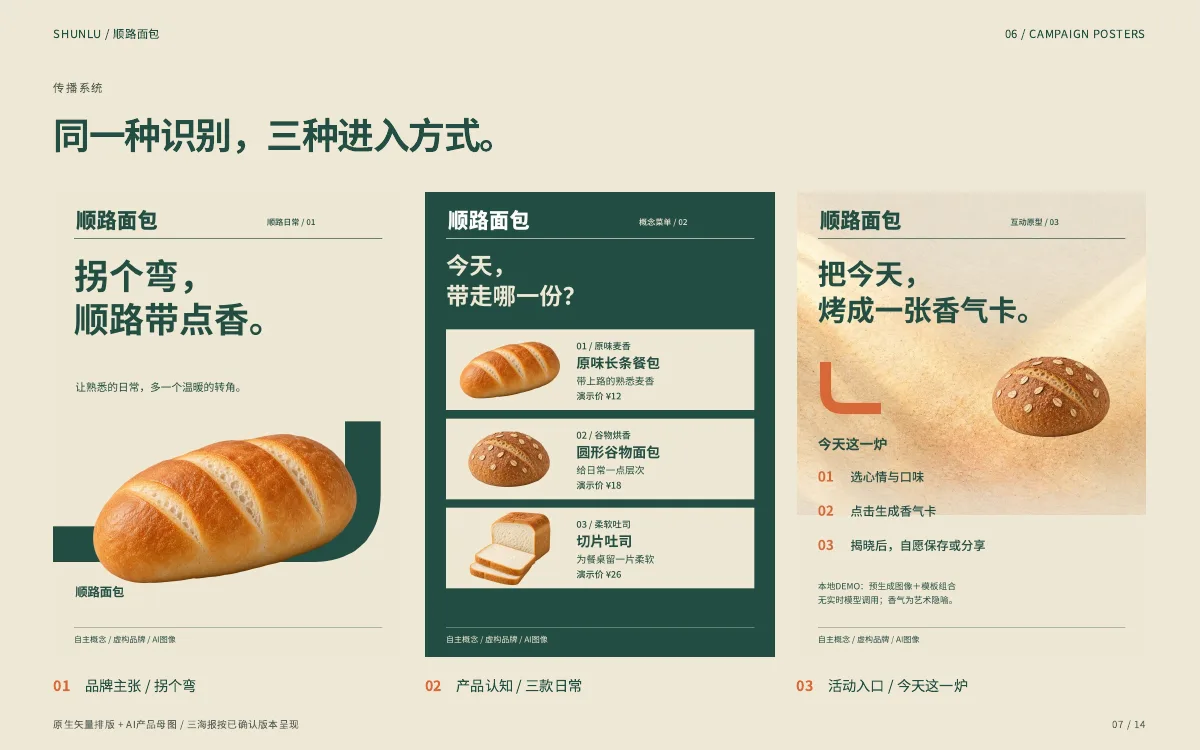 SHUNLU / 顺路面包
06 / CAMPAIGN POSTERS
传播系统
同一种识别，三种进入方式。
顺路面包
顺路日常 / 01
拐个弯，
顺路带点香。
让熟悉的日常，多一个温暖的转角。
顺路面包
自主概念 / 虚构品牌 / AI图像
01 品牌主张 / 拐个弯
顺路面包
概念菜单 / 02
今天，
带走哪一份？
01 / 原味麦香
原味长条餐包
带上路的熟悉麦香
演示价 ¥12
02 / 谷物烘香
圆形谷物面包
给日常一点层次
演示价 ¥18
03 / 柔软吐司
切片吐司
为餐桌留一片柔软
演示价 ¥26
自主概念 / 虚构品牌 / AI图像
02 产品认知 / 三款日常
顺路面包
互动原型 / 03
把今天，
烤成一张香气卡。
今天这一炉
01 选心情与口味
02 点击生成香气卡
03 揭晓后，自愿保存或分享
本地DEMO：预生成图像＋模板组合
无实时模型调用；香气为艺术隐喻。
自主概念 / 虚构品牌 / AI图像
03 活动入口 / 今天这一炉
原生矢量排版 + AI产品母图 / 三海报按已确认版本呈现
07 / 14